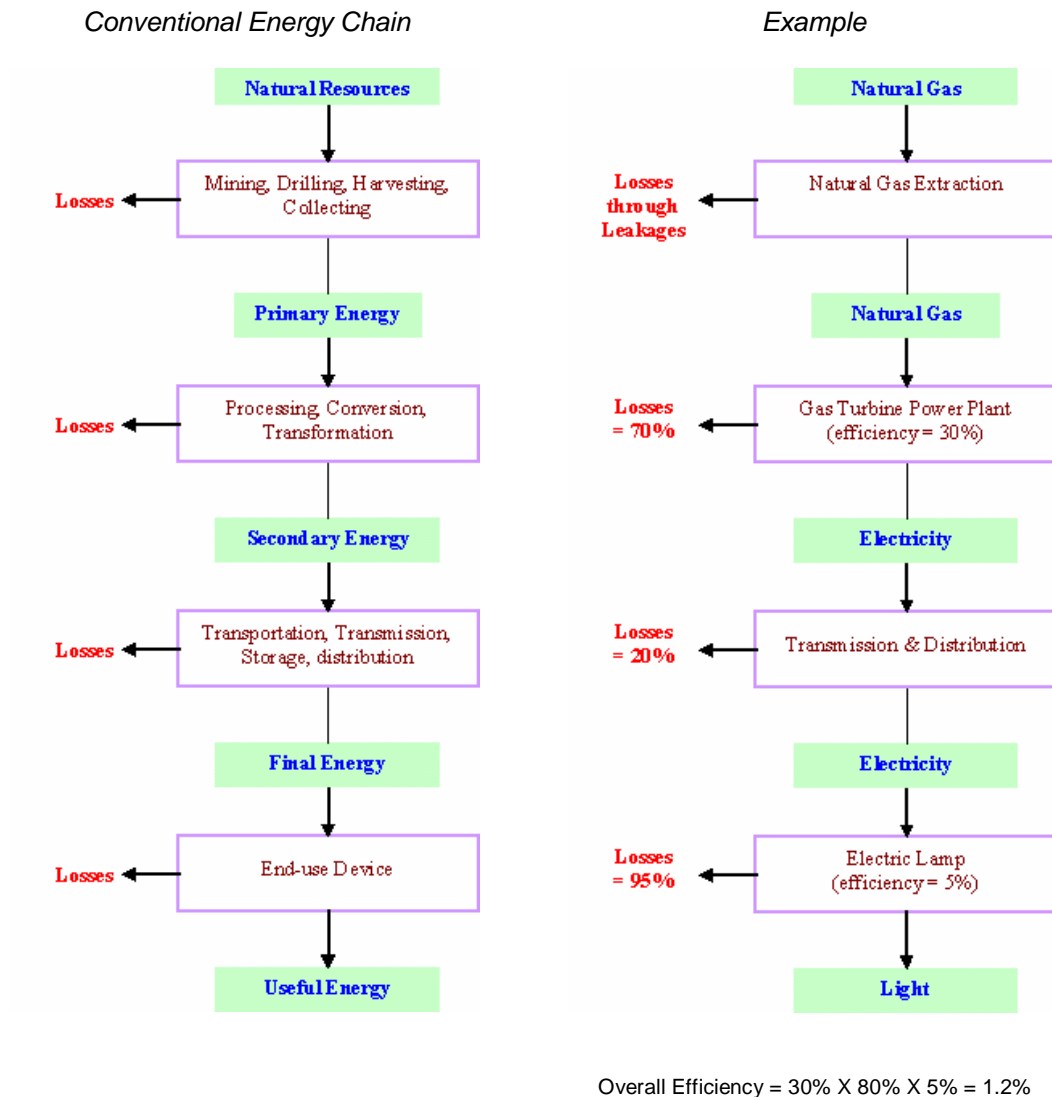 Conventional Energy Chain
Natural Resources
Mining, Drilling, Harvesting,
Collecting
Losses
Primary Energy
Processing, Conversion,
Transformation
Losses
Secondary Energy
Transportation, Transmission,
Storage, distribution
Losses
Final Energy
End-use Device
Losses
Useful Energy
Example
Natural Gas
Natural Gas Extraction
Losses
through
Leakages
Natural Gas
Gas Turbine Power Plant
(efficiency = 30%)
Losses
= 70%
Electricity
Transmission & Distribution
Losses
= 20%
Electricity
Electric Lamp
(efficiency = 5%)
Losses
= 95%
Light
Overall Efficiency = 30% X 80% X 5% = 1.2%